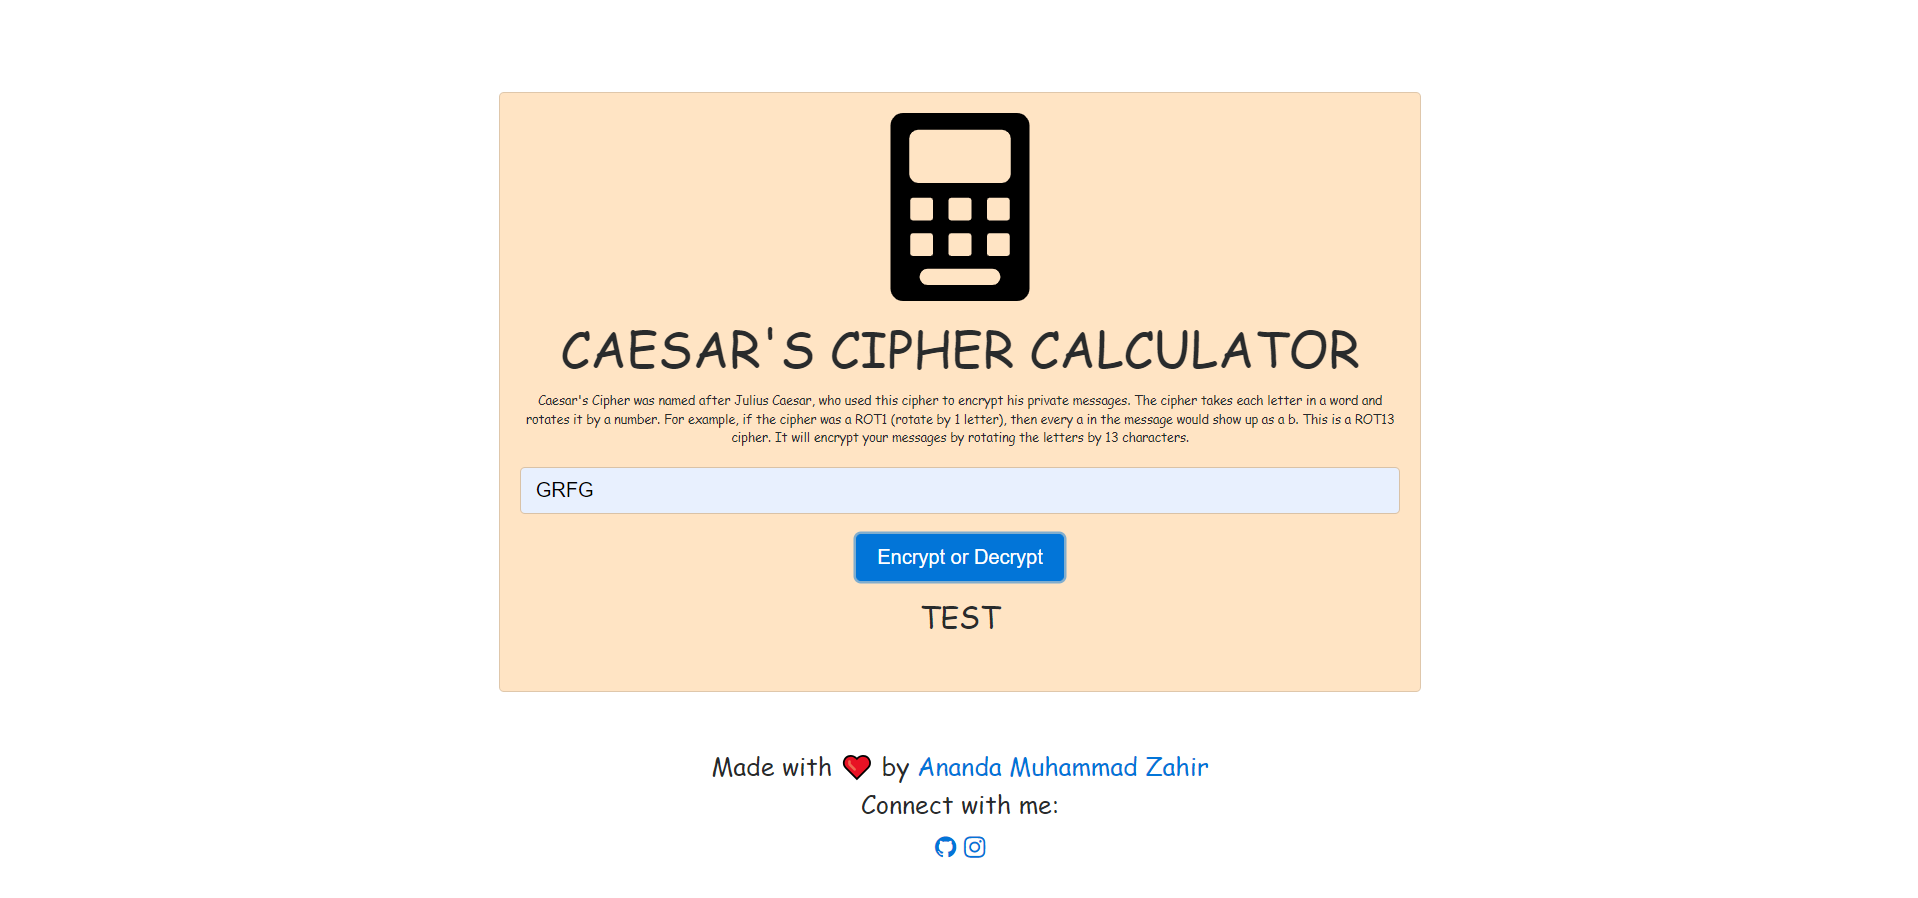 CAESAR'S CIPHER CALCULATOR
Caesar's Cipher was named after Julius Caesar, who used this cipher to encrypt his private messages. The cipher takes each letter in a word and
rotates it by a number. For example, if the cipher was a ROT1 (rotate by 1 letter), then every a in the message would show up as a b. This is a ROT13
cipher. It will encrypt your messages by rotating the letters by 13 characters.
GRFG
Encrypt or Decrypt
TEST
Made with ❤️ by Ananda Muhammad Zahir
Connect with me: